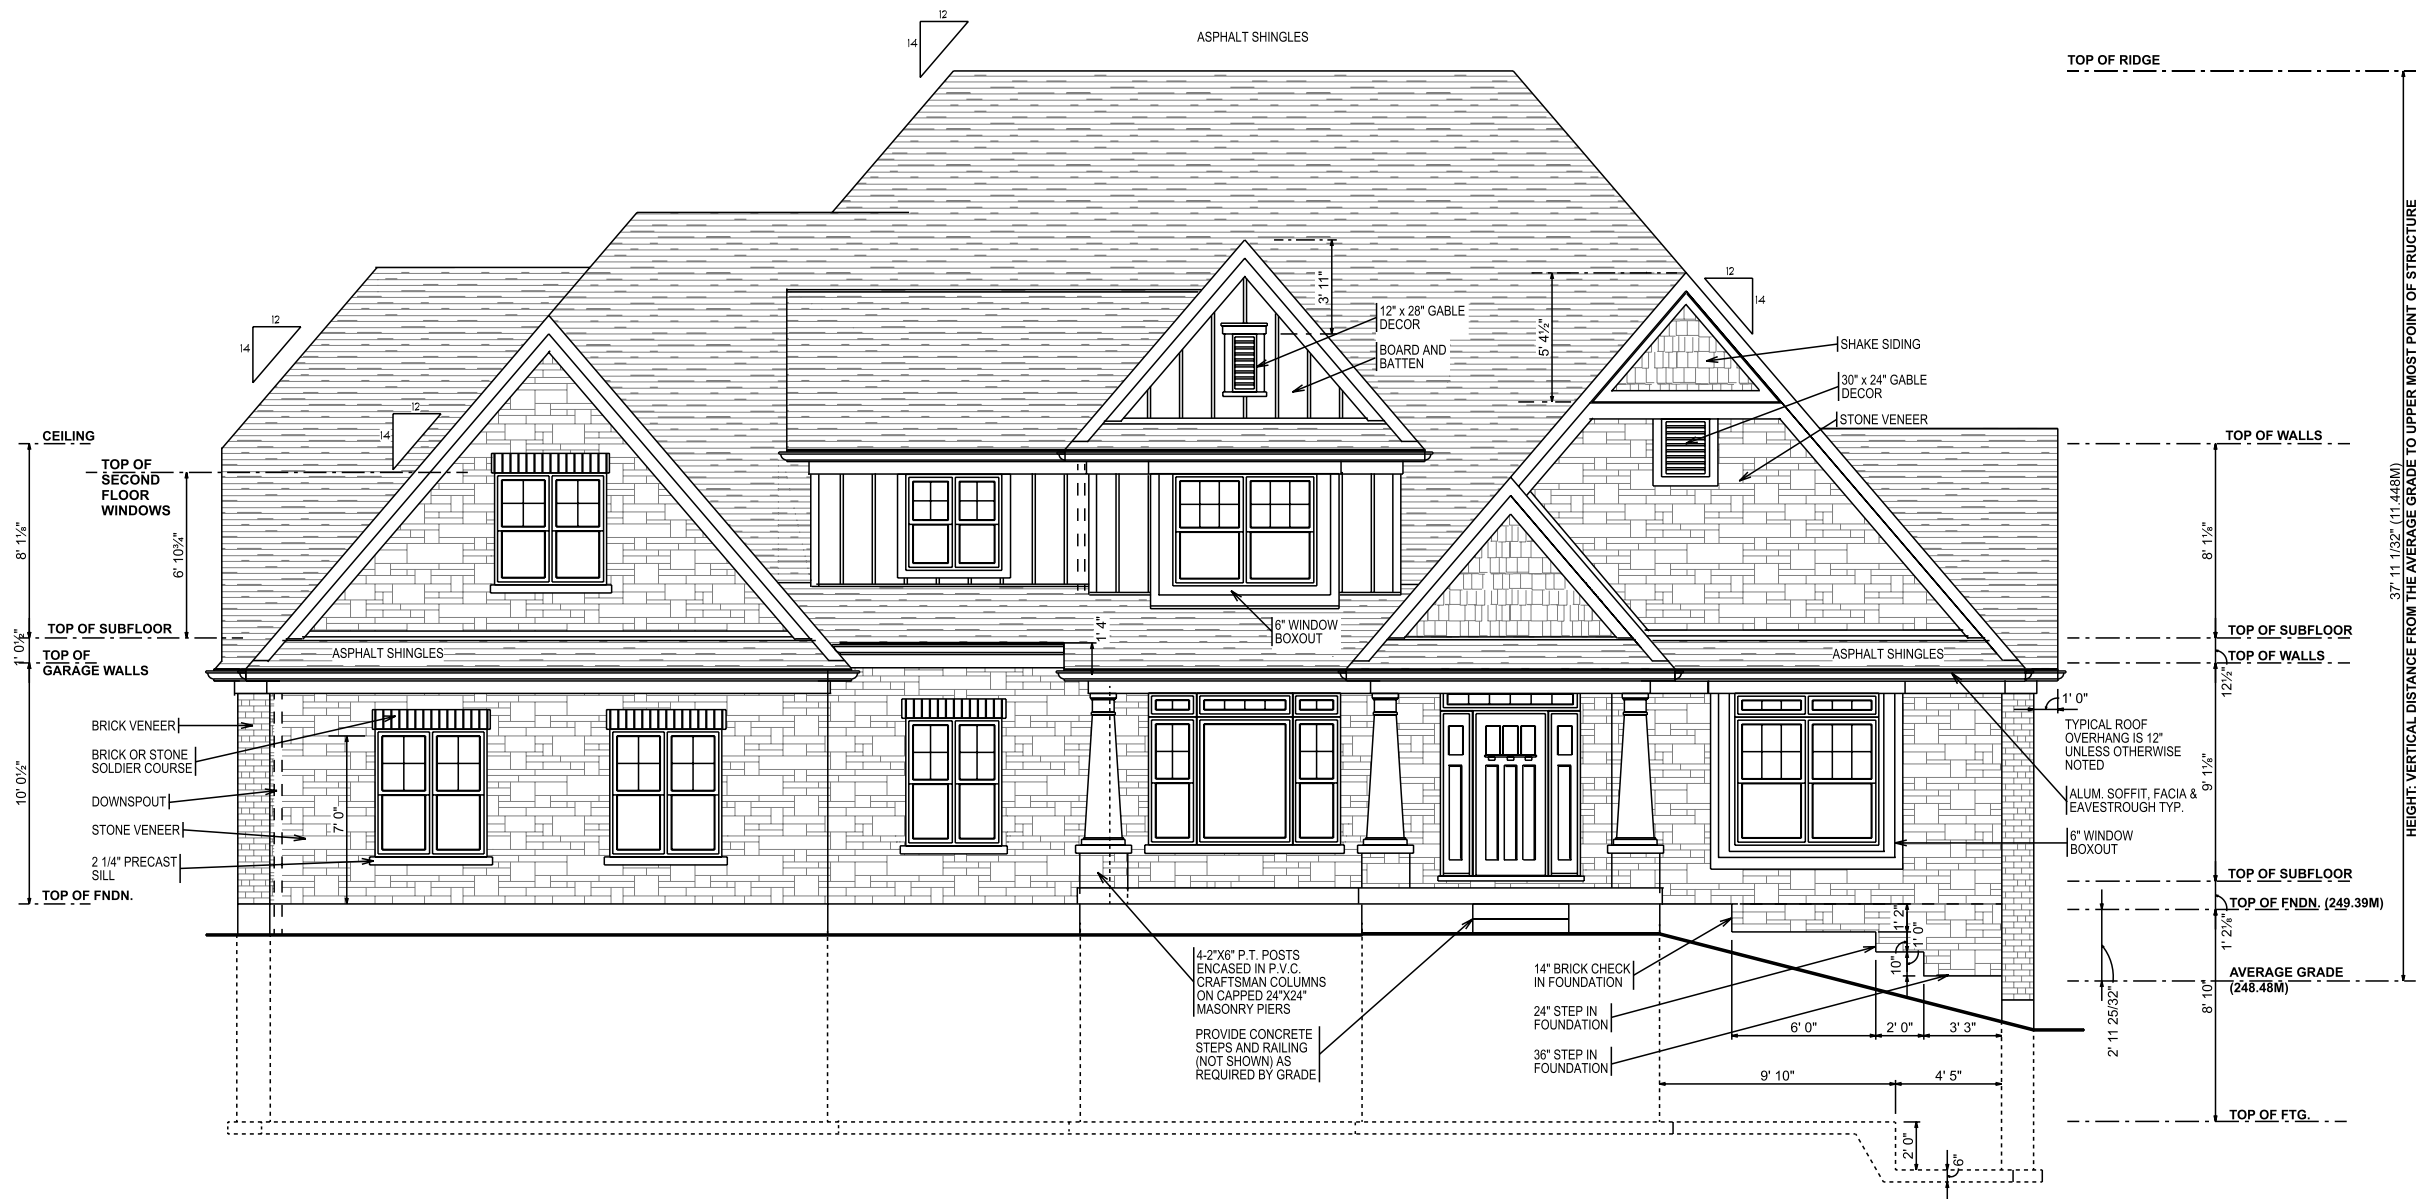 12
14
ASPHALT SHINGLES
TOP OF RIDGE
12
14
12
14
12
14
3' 11"
5' 4½"
12" x 28" GABLE
DECOR
BOARD AND
BATTEN
SHAKE SIDING
30" x 24" GABLE
DECOR
STONE VENEER
CEILING
TOP OF
SECOND
FLOOR
WINDOWS
8' 1⅛"
6' 10¾"
TOP OF SUBFLOOR
1' 0½"
TOP OF
GARAGE WALLS
ASPHALT SHINGLES
1' 4"
6" WINDOW
BOXOUT
ASPHALT SHINGLES
TOP OF WALLS
8' 1⅛"
TOP OF SUBFLOOR
TOP OF WALLS
12½"
37' 11 1/32" (11.448M)
HEIGHT: VERTICAL DISTANCE FROM THE AVERAGE GRADE TO UPPER MOST POINT OF STRUCTURE
10' 0½"
BRICK VENEER
BRICK OR STONE
SOLDIER COURSE
DOWNSPOUT
STONE VENEER
2 1/4" PRECAST
SILL
7' 0"
TOP OF FNDN.
1' 0"
TYPICAL ROOF
OVERHANG IS 12"
UNLESS OTHERWISE
NOTED
ALUM. SOFFIT, FACIA &
EAVESTROUGH TYP.
6" WINDOW
BOXOUT
9' 1⅛"
TOP OF SUBFLOOR
TOP OF FNDN. (249.39M)
1' 2⅛"
AVERAGE GRADE
(248.48M)
2' 11 25/32"
8' 10"
TOP OF FTG.
4-2"X6" P.T. POSTS
ENCASED IN P.V.C.
CRAFTSMAN COLUMNS
ON CAPPED 24"X24"
MASONRY PIERS
PROVIDE CONCRETE
STEPS AND RAILING
(NOT SHOWN) AS
REQUIRED BY GRADE
14" BRICK CHECK
IN FOUNDATION
24" STEP IN
FOUNDATION
36" STEP IN
FOUNDATION
1' 2"
1' 0"
10"
6' 0"
2' 0"
3' 3"
9' 10"
4' 5"
2' 0"
6"